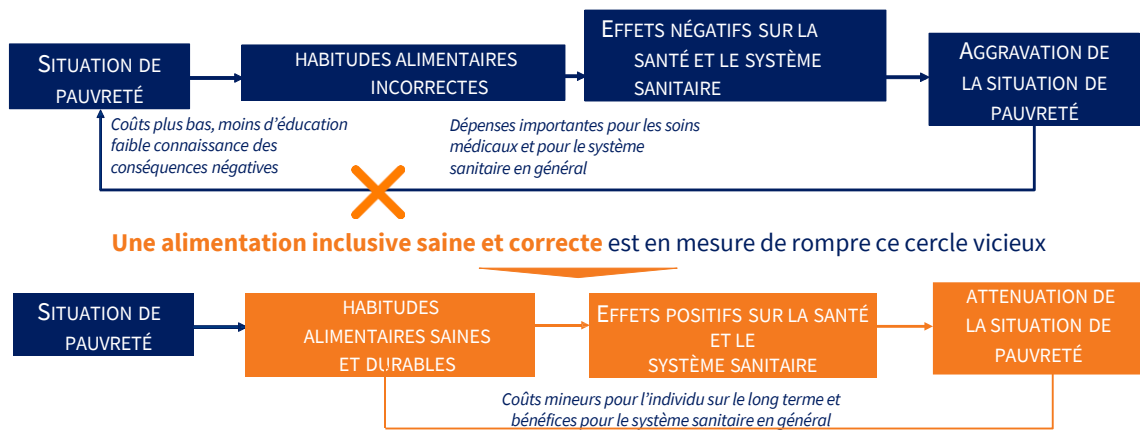 SITUATION DE
PAUVRETÉ
HABITUDES ALIMENTAIRES
INCORRECTES
EFFETS NÉGATIFS SUR LA
SANTÉ ET LE SYSTÈME
SANITAIRE
AGGRAVATION DE
LA SITUATION DE
PAUVRETÉ
Coûts plus bas, moins d’éducation
faible connaissance des
conséquences négatives
Dépenses importantes pour les soins
médicaux et pour le système
sanitaire en général
Une alimentation inclusive saine et correcte est en mesure de rompre ce cercle vicieux
SITUATION DE
PAUVRETÉ
HABITUDES
ALIMENTAIRES SAINES
ET DURABLES
EFFETS POSITIFS SUR LA SANTÉ
ET LE
SYSTÈME SANITAIRE
ATTENUATION DE
LA SITUATION DE
PAUVRETÉ
Coûts mineurs pour l’individu sur le long terme et
bénéfices pour le système sanitaire en général